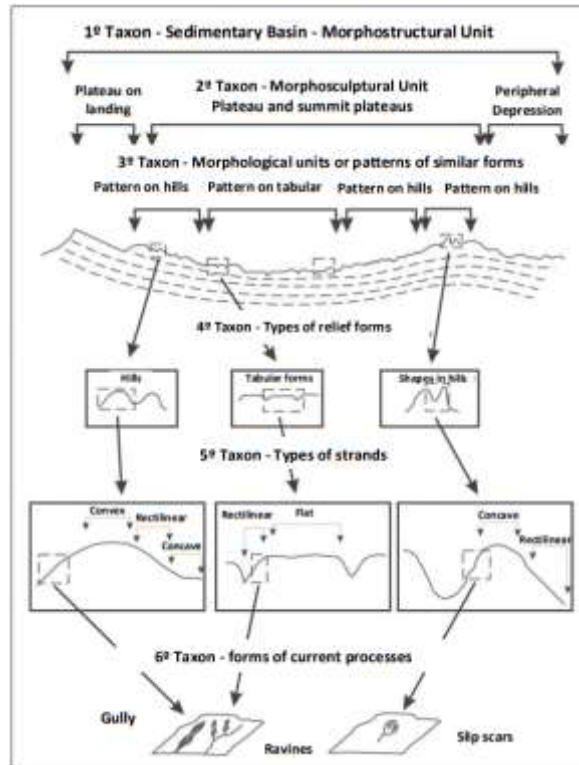 1º Taxon - Sedimentary Basin - Morphostructural Unit
Plateau on
landing
2º Taxon - Morphosculptural Unit
Plateau and summit plateaus
Peripheral
Depression
3º Taxon - Morphological units or patterns of similar forms
Pattern on hills
Pattern on tabular
Pattern on hills
Pattern on hills
4º Taxon - Types of relief forms
Hills
Tabular forms
Shapes in hills
5º Taxon - Types of strands
Convex
Rectilinear
Concave
Rectilinear
Flat
Concave
Rectilinear
6º Taxon - forms of current processes
Gully
Ravines
Slip scars